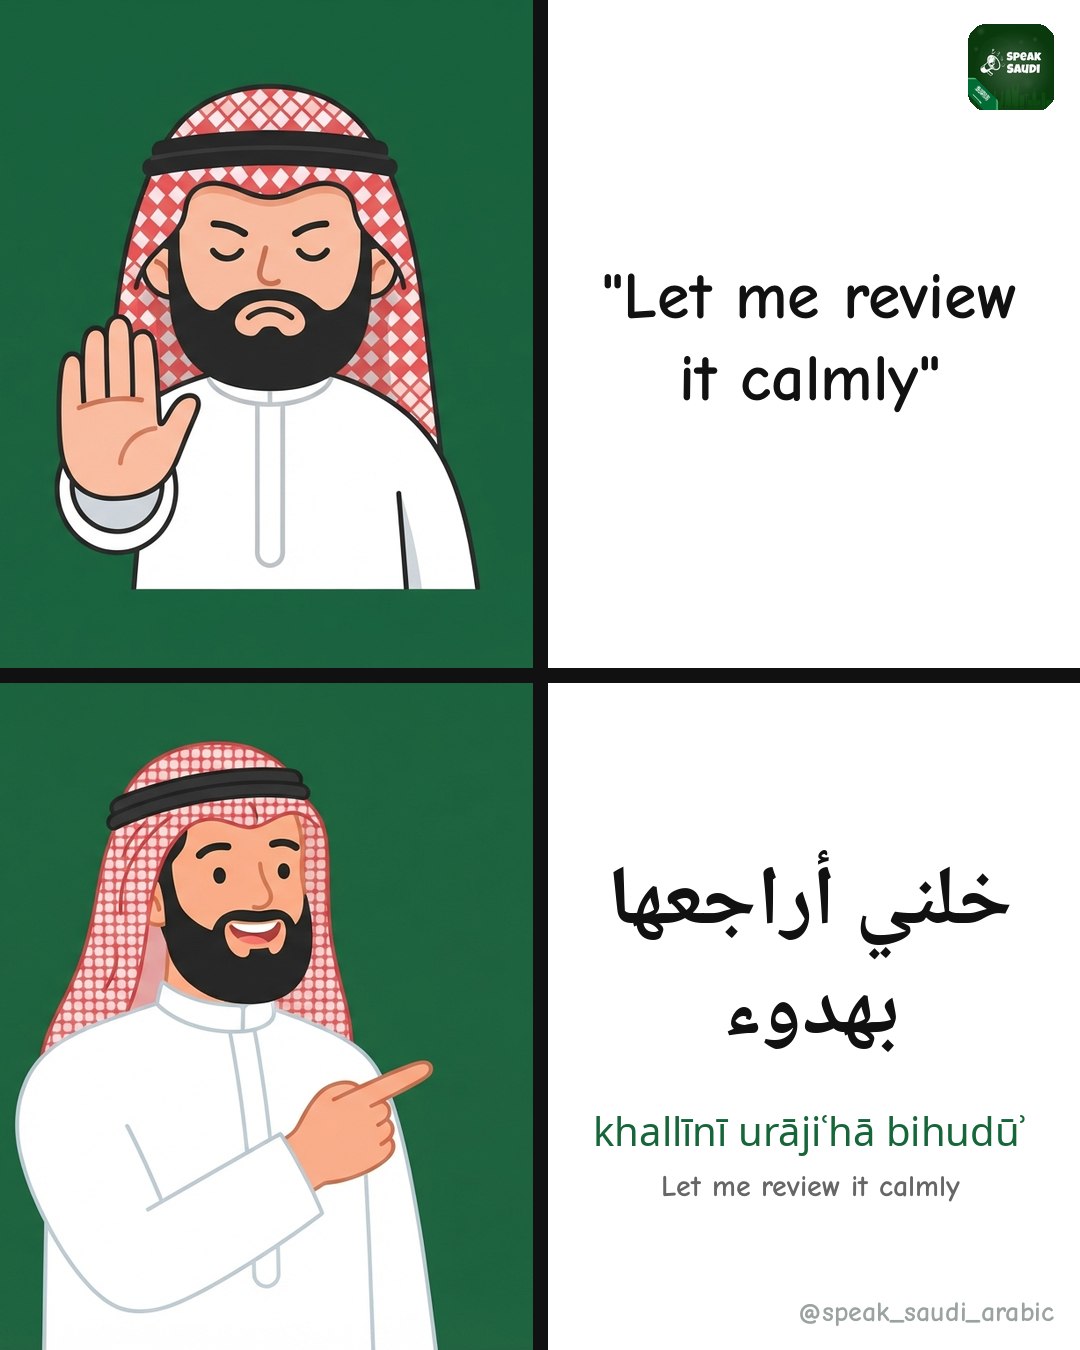 SPEAK
SAUDI
"Let me review
it calmly"
خلني أراجعها
بهدوء
khallīnī urājiʿhā bihudūʾ
Let me review it calmly
@speak_saudi_arabic